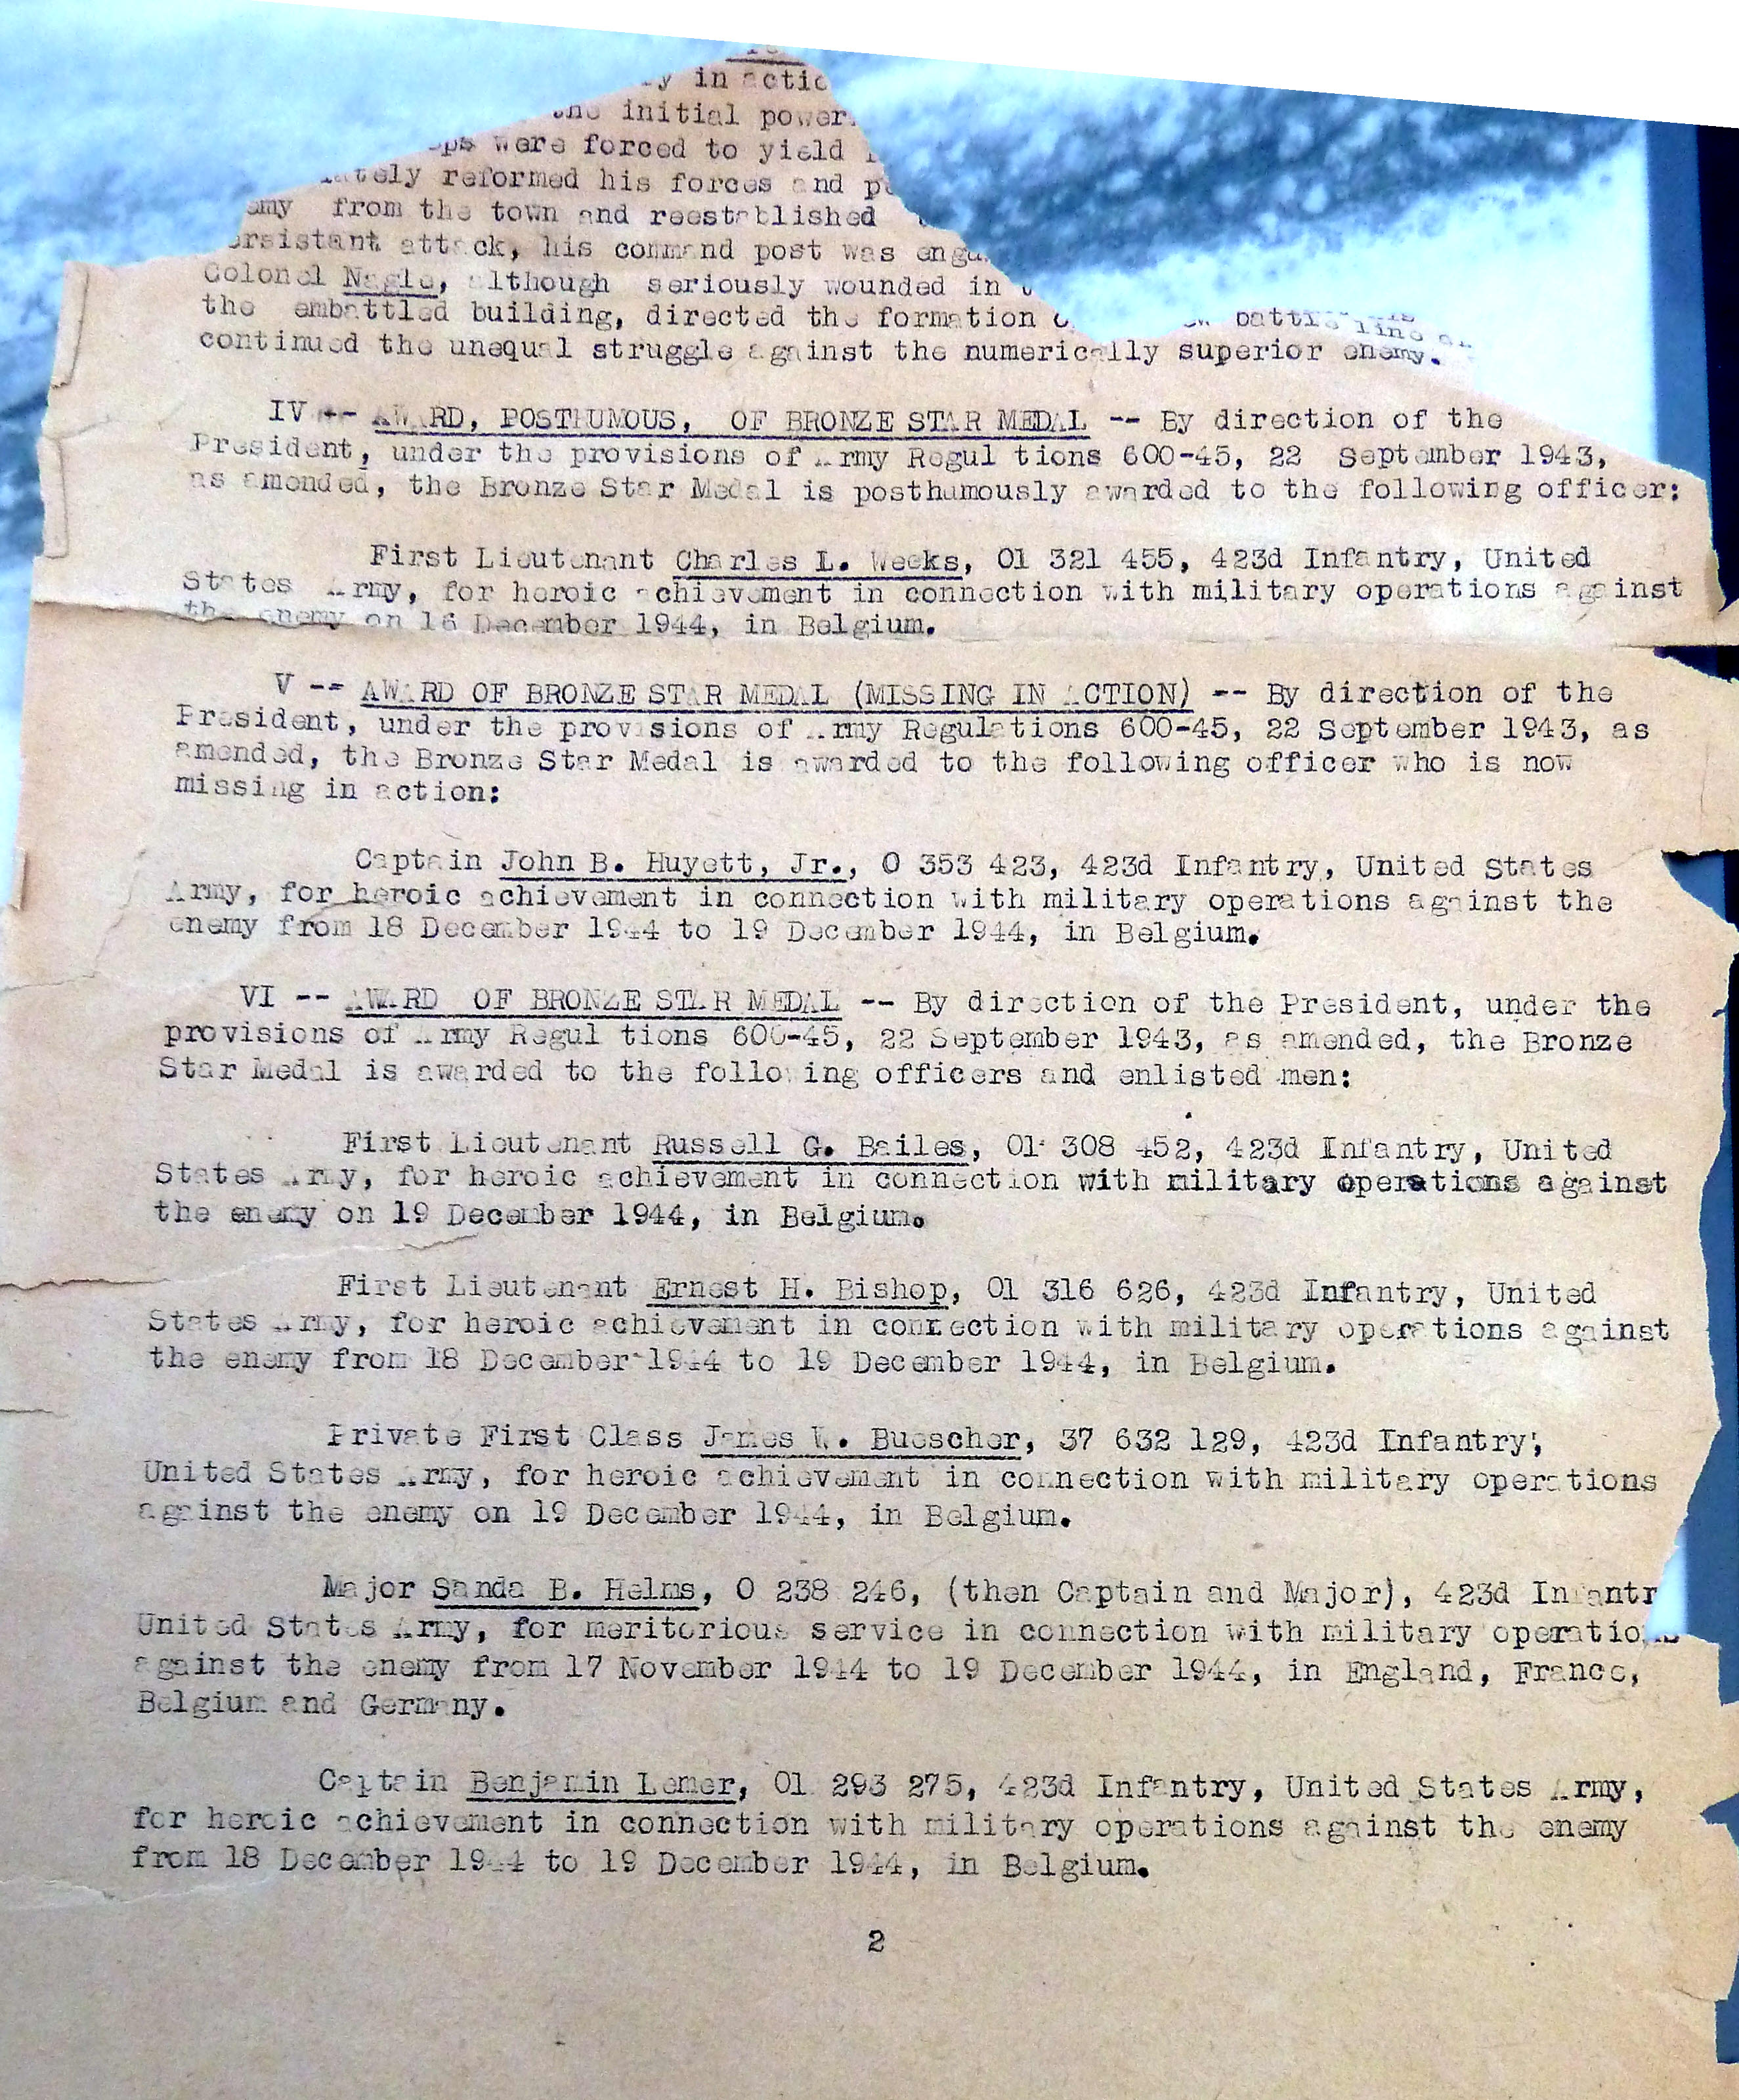 in
initial power
were forced to yield
reformed his forces and
from the town and reestablished
attack, his command post was
Colonel Nagle, although seriously wounded in
the embattled building, directed the formation
continued the unequal struggle against the numerically superior enemy.
IV -- AWARD, POSTHUMOUS, OF BRONZE STAR MEDAL -- By direction of the
President, under the provisions of Army Regulations 600-45, 22 September 1943,
as amended, the Bronze Star Medal is posthumously awarded to the following officer:
First Lieutenant Charles L. Weeks, O1 321 455, 423d Infantry, United
States Army, for heroic achievement in connection with military operations against
the enemy on 16 December 1944, in Belgium.
V -- AWARD OF BRONZE STAR MEDAL (MISSING IN ACTION) -- By direction of the
President, under the provisions of Army Regulations 600-45, 22 September 1943, as
amended, the Bronze Star Medal is awarded to the following officer who is now
missing in action:
Captain John B. Huyett, Jr., O 353 423, 423d Infantry, United States
Army, for heroic achievement in connection with military operations against the
enemy from 18 December 1944 to 19 December 1944, in Belgium.
VI -- AWARD OF BRONZE STAR MEDAL -- By direction of the President, under the
provisions of Army Regulations 600-45, 22 September 1943, as amended, the Bronze
Star Medal is awarded to the following officers and enlisted men:
First Lieutenant Russell G. Bailes, O1 308 452, 423d Infantry, United
States Army, for heroic achievement in connection with military operations against
the enemy on 19 December 1944, in Belgium.
First Lieutenant Ernest H. Bishop, O1 316 626, 423d Infantry, United
States Army, for heroic achievement in connection with military operations against
the enemy from 18 December 1944 to 19 December 1944, in Belgium.
Private First Class James W. Buescher, 37 632 129, 423d Infantry,
United States Army, for heroic achievement in connection with military operations
against the enemy on 19 December 1944, in Belgium.
Major Sanda B. Helms, O 238 246, (then Captain and Major), 423d Infantr
United States Army, for meritorious service in connection with military operations
against the enemy from 17 November 1944 to 19 December 1944, in England, France,
Belgium and Germany.
Captain Benjamin Lemer, O1 293 275, 423d Infantry, United States Army,
for heroic achievement in connection with military operations against the enemy
from 18 December 1944 to 19 December 1944, in Belgium.
2